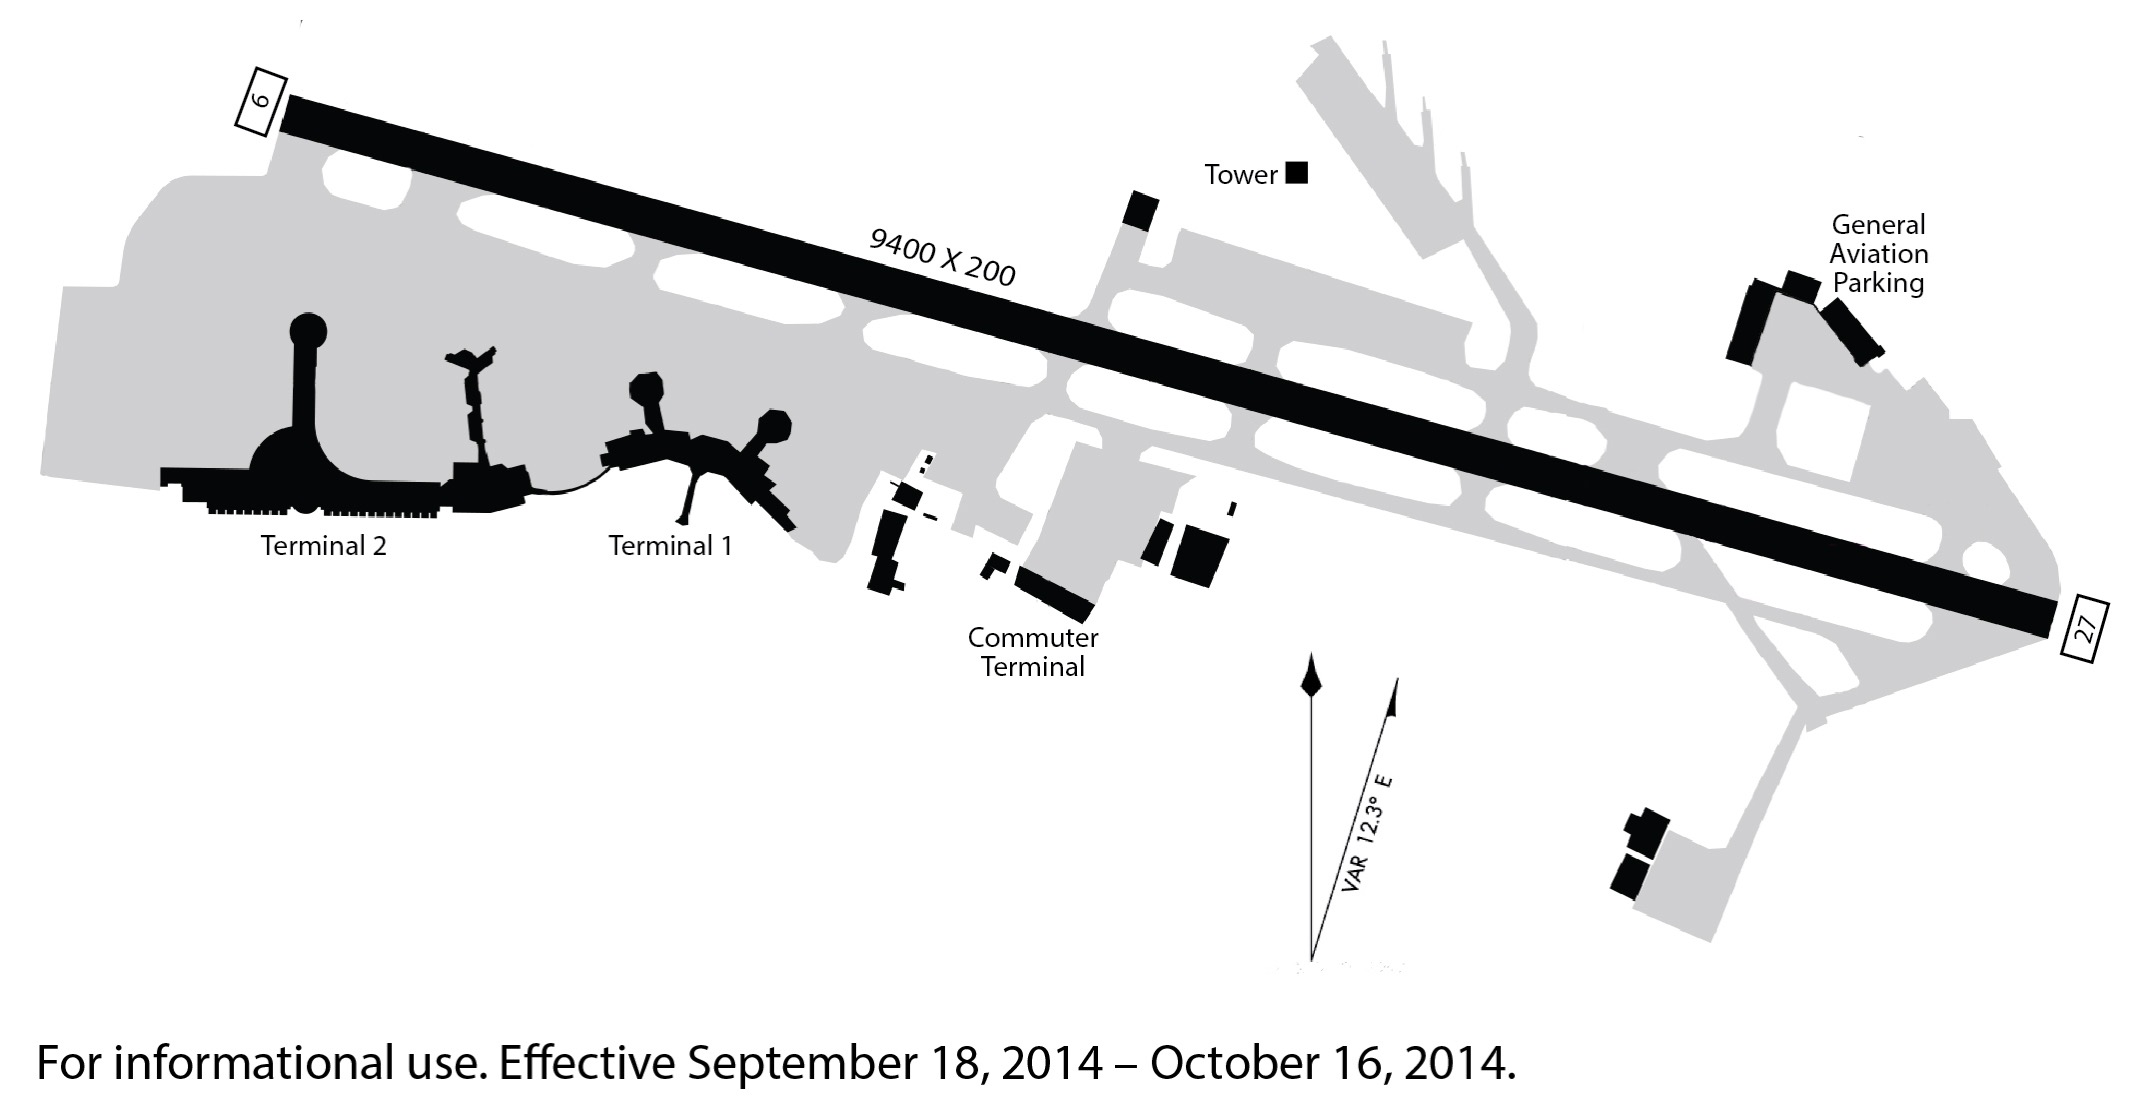 9
Tower
9400 X 200
General
Aviation
Parking
Terminal 2
Terminal 1
27
Commuter
Terminal
VAR 12.3° E
For informational use. Effective September 18, 2014 – October 16, 2014.